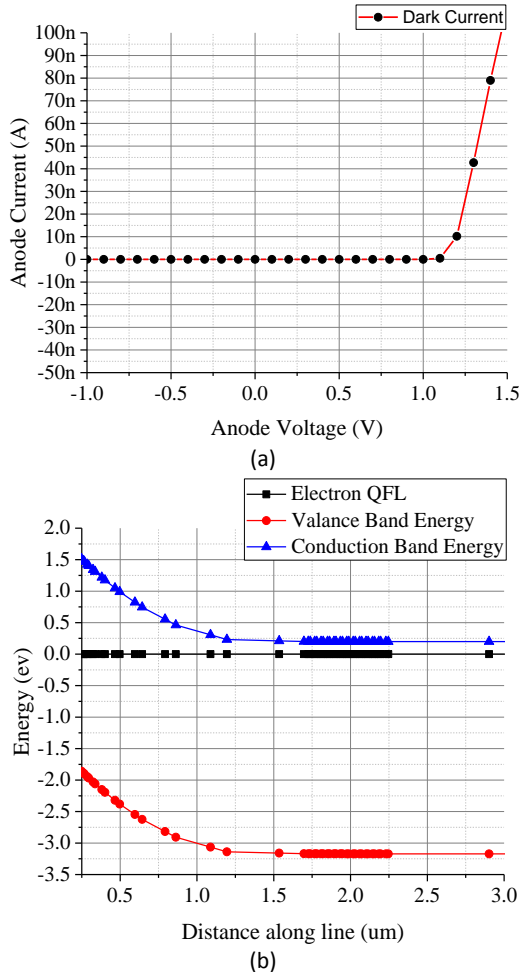 Dark Current
100n
90n
80n
70n
60n
50n
40n
30n
20n
10n
0
-10n
-20n
-30n
-40n
-50n
Anode Current (A)
-1.0 -0.5 0.0 0.5 1.0 1.5
Anode Voltage (V)
(a)
Electron QFL
Valance Band Energy
Conduction Band Energy
2.0
1.5
1.0
0.5
0.0
-0.5
-1.0
-1.5
-2.0
-2.5
-3.0
-3.5
Energy (ev)
0.5 1.0 1.5 2.0 2.5 3.0
Distance along line (um)
(b)